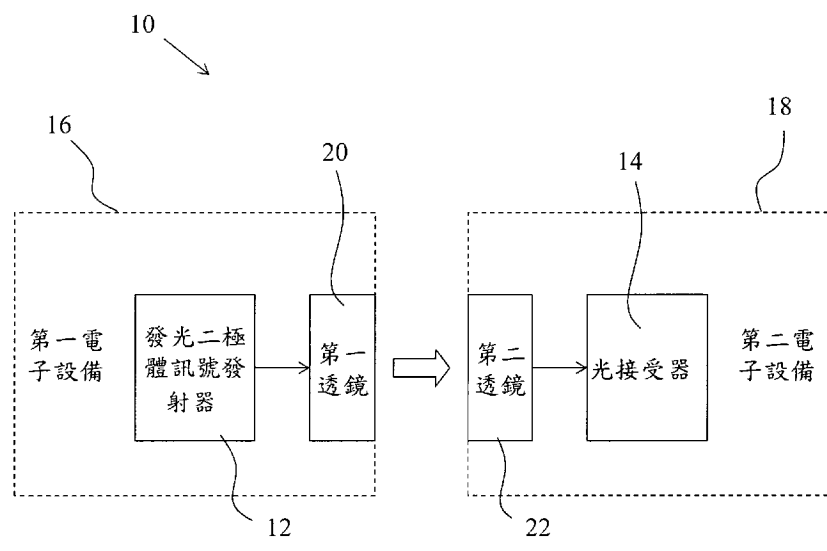 10
16
20
18
14
第一電
子設備
發光二極
體訊號發
射器
第一
透鏡
第二
透鏡
光接受器
第二電
子設備
12
22